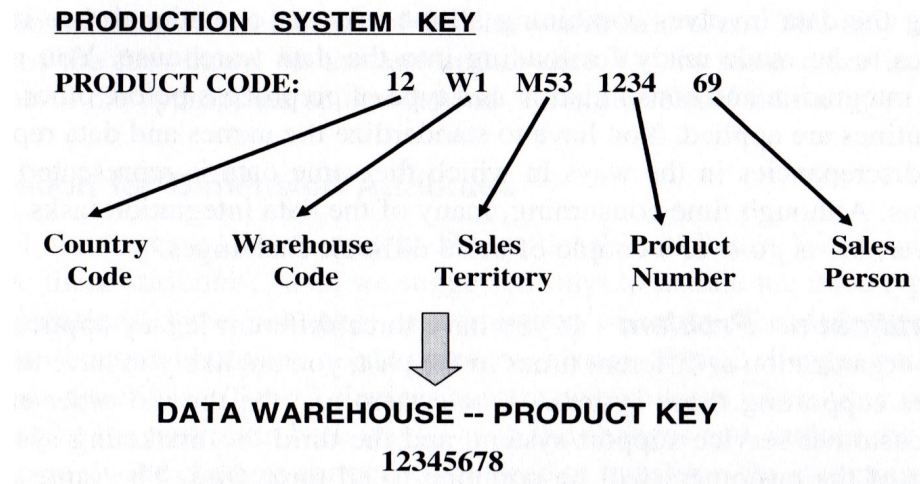 PRODUCTION SYSTEM KEY
PRODUCT CODE: 12 W1 M53 1234 69
Country Code
Warehouse Code
Sales Territory
Product Number
Sales Person
DATA WAREHOUSE - PRODUCT KEY
12345678